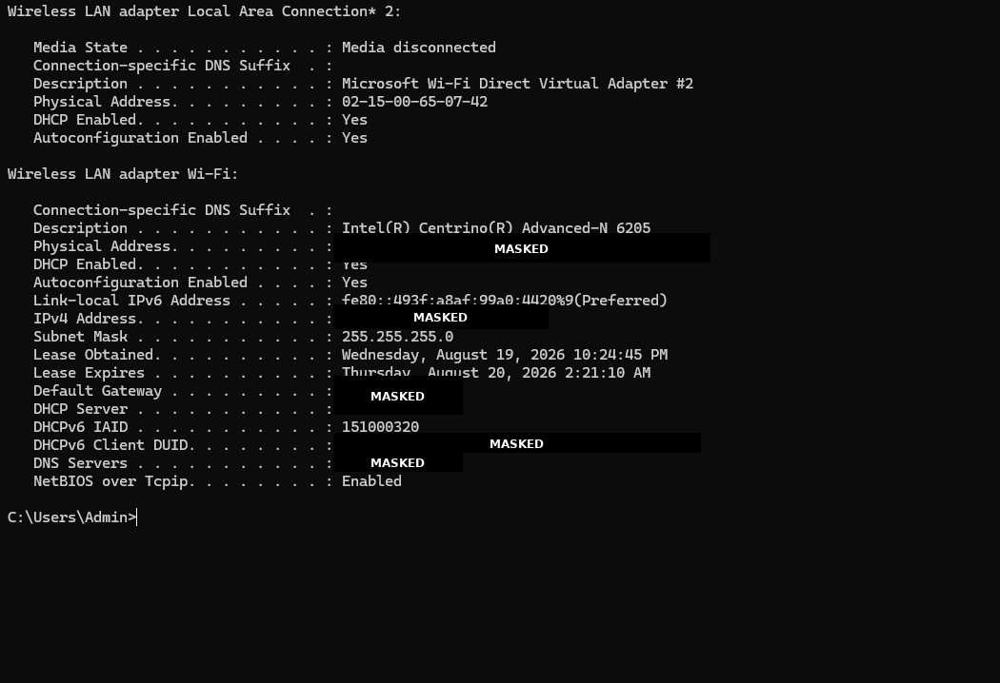 Wireless LAN adapter Local Area Connection* 2:
Media State . . . . . . . . . . . : Media disconnected
Connection-specific DNS Suffix  . :
Description . . . . . . . . . . . : Microsoft Wi-Fi Direct Virtual Adapter #2
Physical Address. . . . . . . . . : 02-15-00-65-07-42
DHCP Enabled. . . . . . . . . . . : Yes
Autoconfiguration Enabled . . . . : Yes
Wireless LAN adapter Wi-Fi:
Connection-specific DNS Suffix  . :
Description . . . . . . . . . . . : Intel(R) Centrino(R) Advanced-N 6205
Physical Address. . . . . . . . . : MASKED
DHCP Enabled. . . . . . . . . . . : Yes
Autoconfiguration Enabled . . . . : Yes
Link-local IPv6 Address . . . . . : fe80::493f:a8af:99a0:4420%9(Preferred)
IPv4 Address. . . . . . . . . . . : MASKED
Subnet Mask . . . . . . . . . . . : 255.255.255.0
Lease Obtained. . . . . . . . . . : Wednesday, August 19, 2026 10:24:45 PM
Lease Expires . . . . . . . . . . : Thursday, August 20, 2026 2:21:10 AM
Default Gateway . . . . . . . . . : MASKED
DHCP Server . . . . . . . . . . . :
DHCPv6 IAID . . . . . . . . . . . : 151000320
DHCPv6 Client DUID. . . . . . . . : MASKED
DNS Servers . . . . . . . . . . . : MASKED
NetBIOS over Tcpip. . . . . . . . : Enabled
C:\Users\Admin>